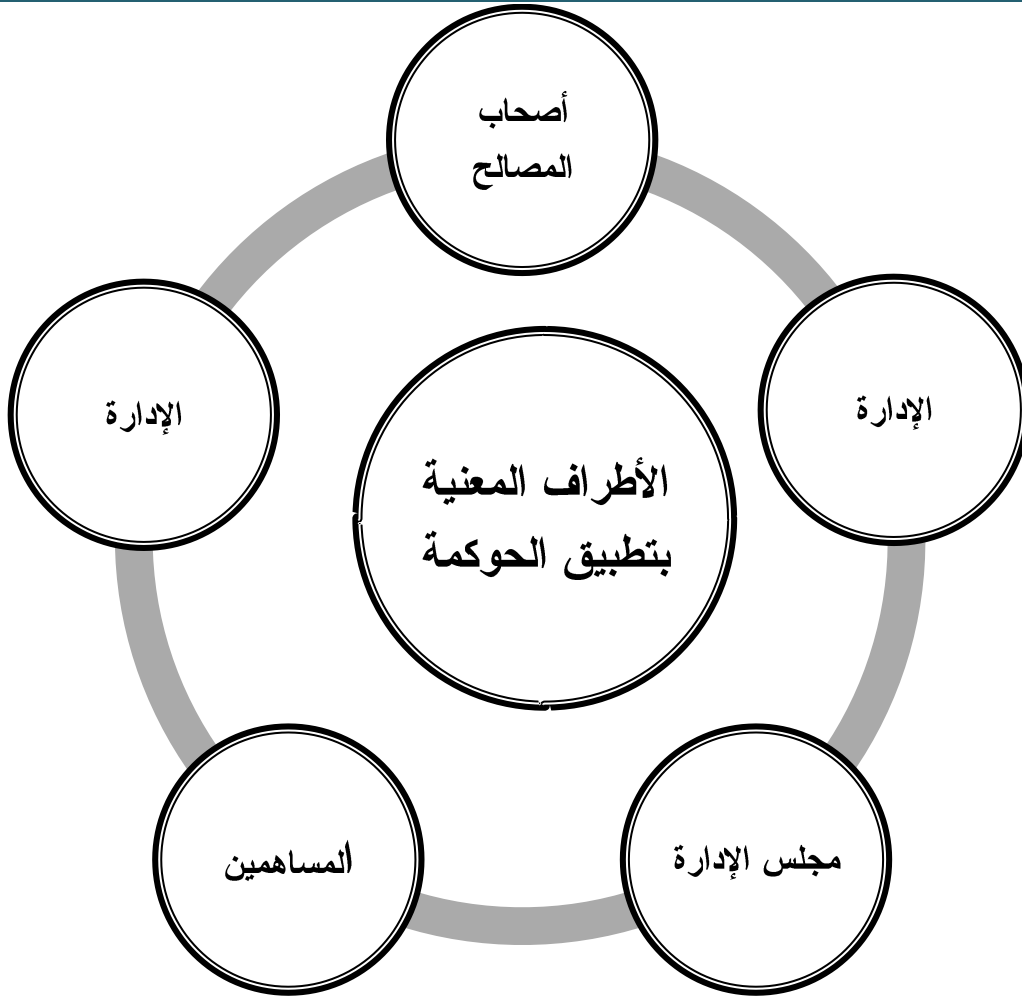 أصحاب
المصالح
الإدارة
الإدارة
الأطراف المعنية
بتطبيق الحوكمة
مجلس الإدارة
المساهمين